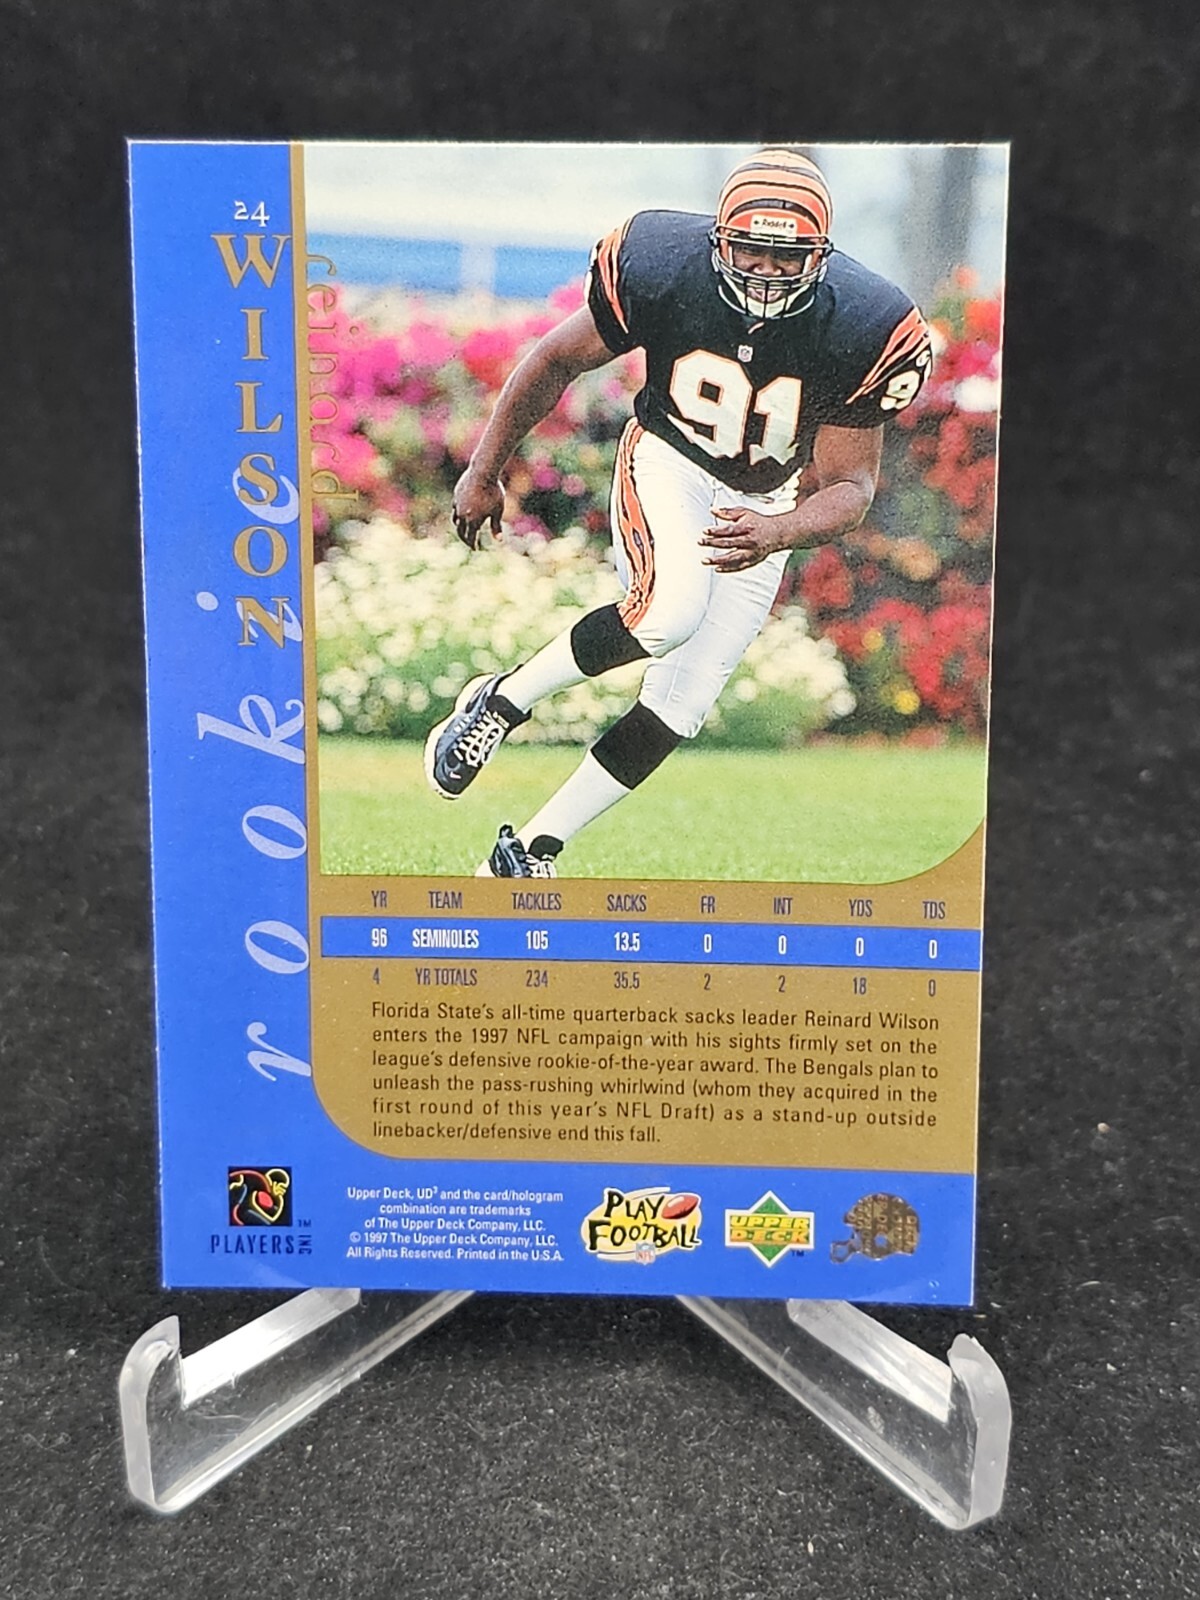 24
WILSON
reinard
rookie
Riddell
91
91
YR TEAM TACKLES SACKS FR INT YDS TDS
96 SEMINOLES 105 13.5 0 0 0 0
4 YR TOTALS 234 35.5 2 2 18 0
Florida State's all-time quarterback sacks leader Reinard Wilson
enters the 1997 NFL campaign with his sights firmly set on the
league's defensive rookie-of-the-year award. The Bengals plan to
unleash the pass-rushing whirlwind (whom they acquired in the
first round of this year's NFL Draft) as a stand-up outside
linebacker/defensive end this fall.
PLAYERS INC ™
Upper Deck, UD³ and the card/hologram
combination are trademarks
of The Upper Deck Company, LLC.
© 1997 The Upper Deck Company, LLC.
All Rights Reserved. Printed in the U.S.A.
PLAY
FOOTBALL
NFL
UPPER
DECK
™